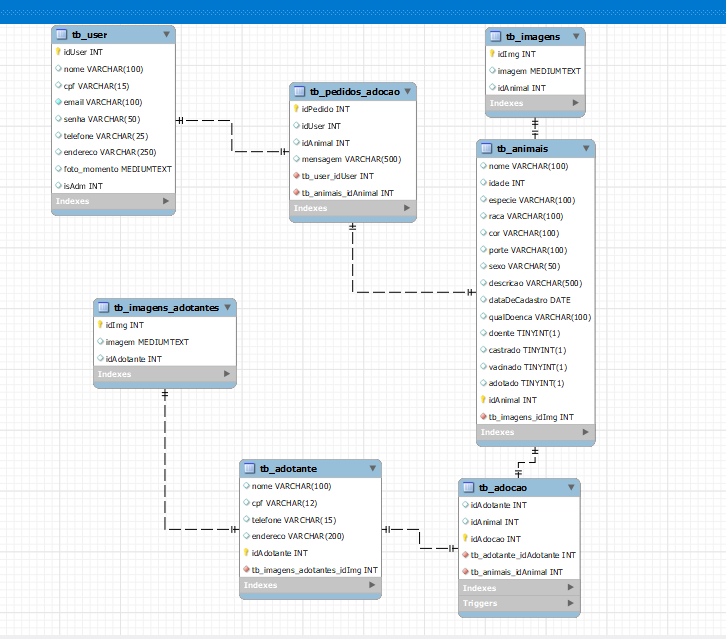 tb_user
idUser INT
nome VARCHAR(100)
cpf VARCHAR(15)
email VARCHAR(100)
senha VARCHAR(50)
telefone VARCHAR(25)
endereco VARCHAR(250)
foto_momento MEDIUMTEXT
isAdm INT
Indexes
tb_pedidos_adocao
idPedido INT
idUser INT
idAnimal INT
mensagem VARCHAR(500)
tb_user_idUser INT
tb_animais_idAnimal INT
Indexes
tb_imagens
idImg INT
imagem MEDIUMTEXT
idAnimal INT
Indexes
tb_animais
nome VARCHAR(100)
idade INT
especie VARCHAR(100)
raca VARCHAR(100)
cor VARCHAR(100)
porte VARCHAR(100)
sexo VARCHAR(50)
descricao VARCHAR(500)
dataDeCadastro DATE
qualDoenca VARCHAR(100)
doente TINYINT(1)
castrado TINYINT(1)
vacinado TINYINT(1)
adotado TINYINT(1)
idAnimal INT
tb_imagens_idImg INT
Indexes
tb_imagens_adotantes
idImg INT
imagem MEDIUMTEXT
idAdotante INT
Indexes
tb_adotante
nome VARCHAR(100)
cpf VARCHAR(12)
telefone VARCHAR(15)
endereco VARCHAR(200)
idAdotante INT
tb_imagens_adotantes_idImg INT
Indexes
tb_adocao
idAdotante INT
idAnimal INT
idAdocao INT
tb_adotante_idAdotante INT
tb_animais_idAnimal INT
Indexes
Triggers